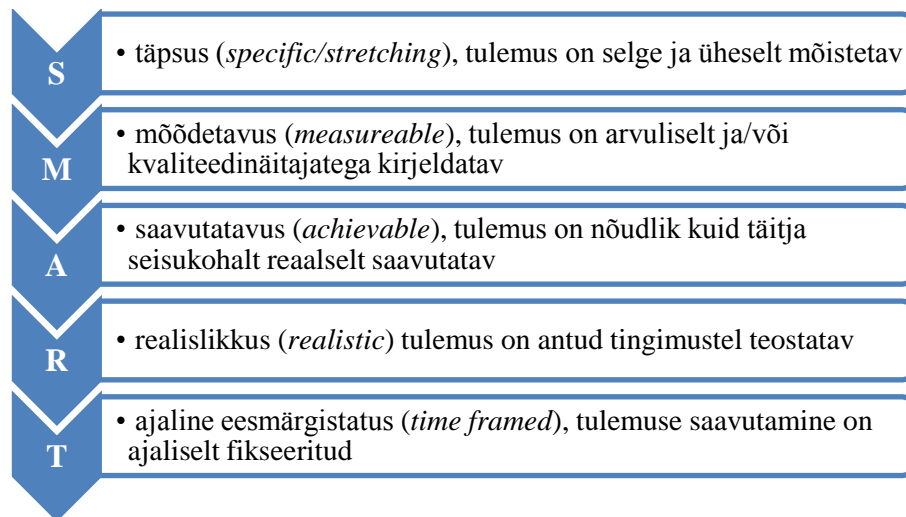 S
• täpsus (specific/stretching), tulemus on selge ja üheselt mõistetav
M
• mõõdetavus (measureable), tulemus on arvuliselt ja/või
kvaliteedinäitajatega kirjeldatav
A
• saavutatavus (achievable), tulemus on nõudlik kuid täitja
seisukohalt reaalselt saavutatav
R
• realislikkus (realistic) tulemus on antud tingimustel teostatav
T
• ajaline eesmärgistatus (time framed), tulemuse saavutamine on
ajaliselt fikseeritud